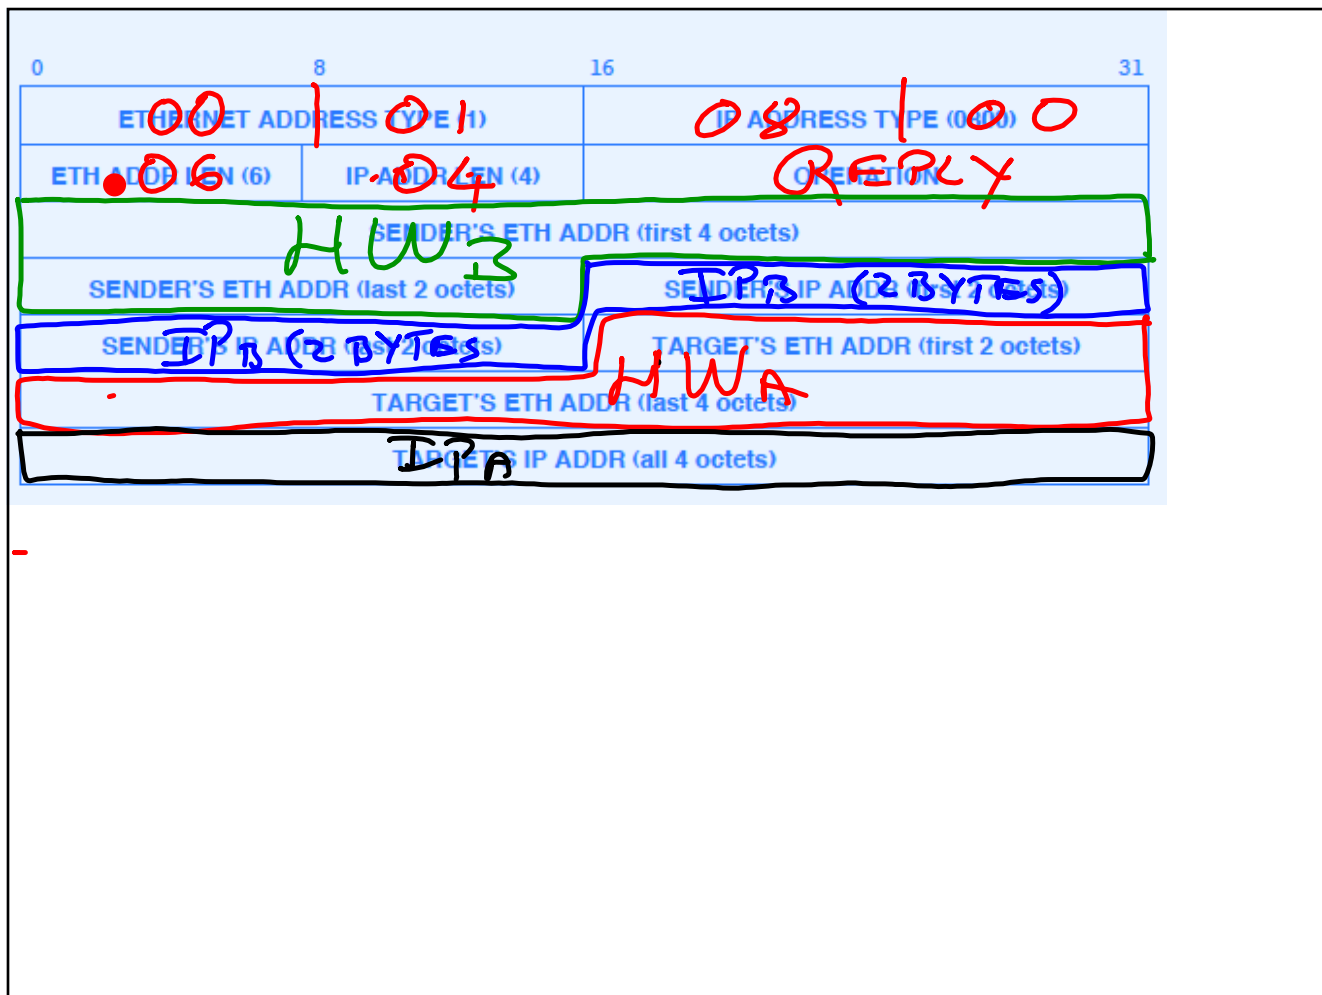 0 8 16 31
ETHERNET ADDRESS TYPE (1) IP ADDRESS TYPE (0800)
00 01 08 00
ETH ADDR LEN (6) IP ADDR LEN (4) OPERATION
06 04 REPLY
SENDER'S ETH ADDR (first 4 octets)
HWB
SENDER'S ETH ADDR (last 2 octets) SENDER'S IP ADDR (first 2 octets)
IPB (2 BYTES)
SENDER'S IP ADDR (last 2 octets) TARGET'S ETH ADDR (first 2 octets)
IPB (2 BYTES
HWA
TARGET'S ETH ADDR (last 4 octets)
TARGET'S IP ADDR (all 4 octets)
IPA